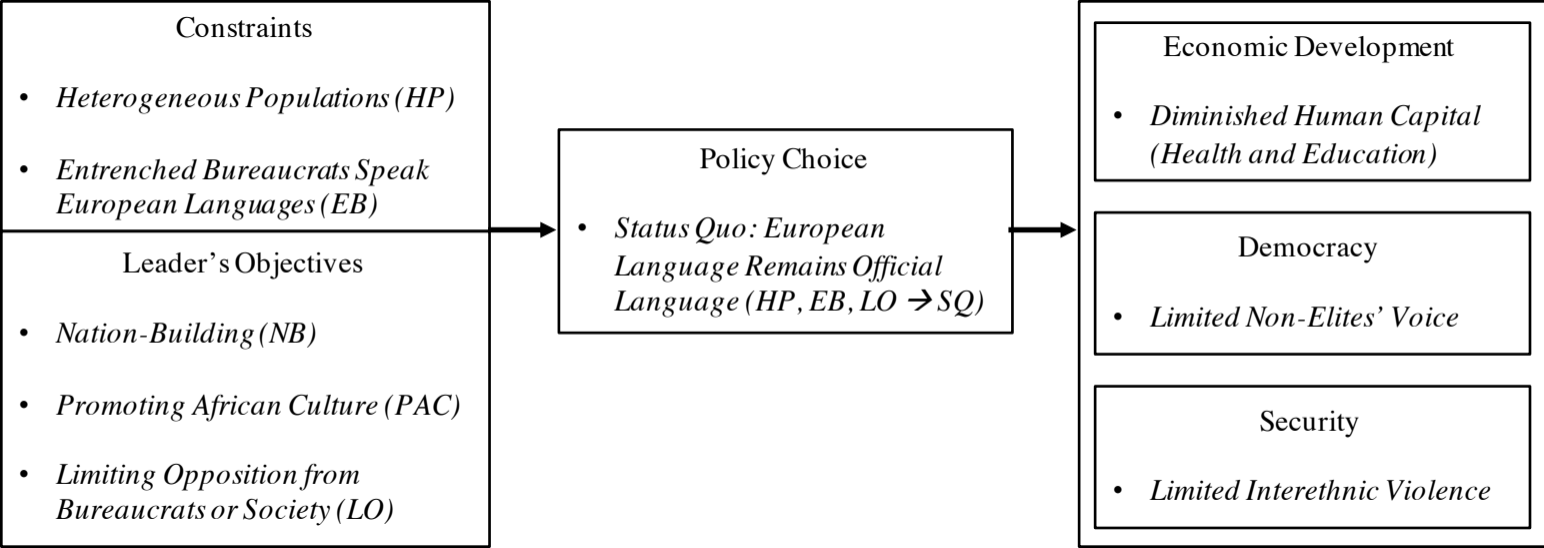 Constraints
• Heterogeneous Populations (HP)
• Entrenched Bureaucrats Speak
European Languages (EB)
Leader's Objectives
• Nation-Building (NB)
• Promoting African Culture (PAC)
• Limiting Opposition from
Bureaucrats or Society (LO)
Policy Choice
• Status Quo: European
Language Remains Official
Language (HP, EB, LO → SQ)
Economic Development
• Diminished Human Capital
(Health and Education)
Democracy
• Limited Non-Elites' Voice
Security
• Limited Interethnic Violence